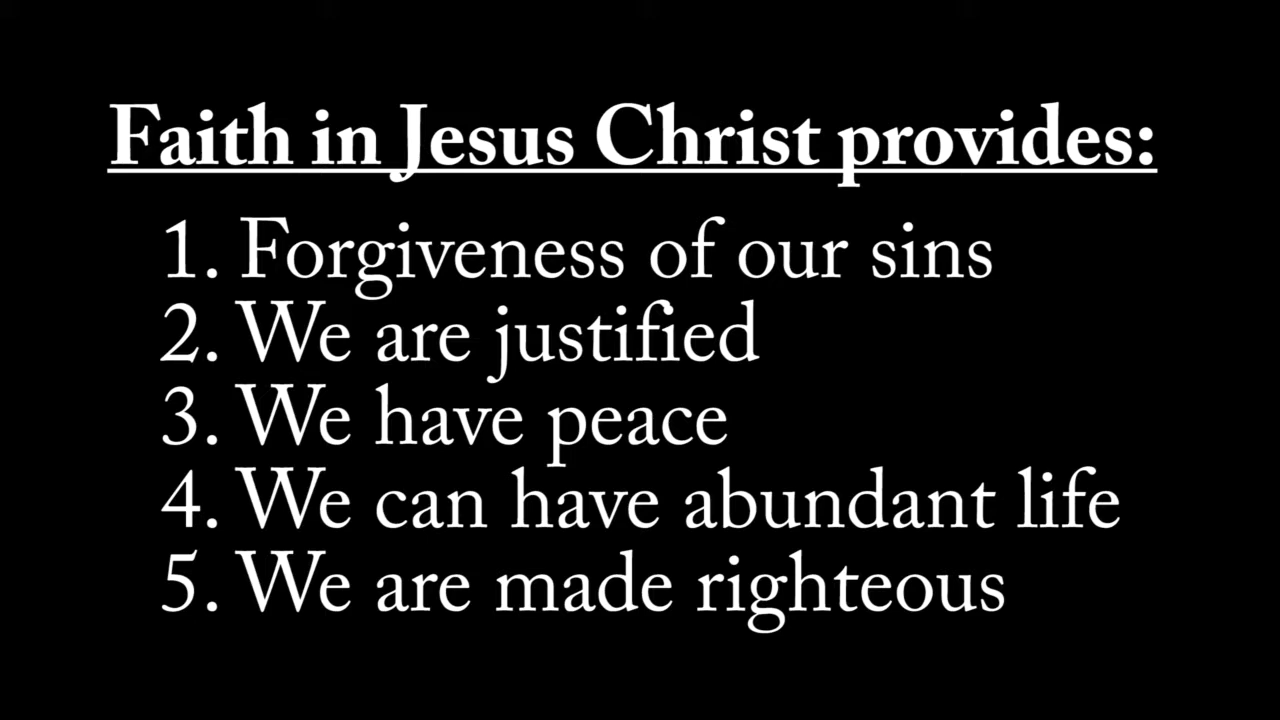 Faith in Jesus Christ provides:
1. Forgiveness of our sins
2. We are justified
3. We have peace
4. We can have abundant life
5. We are made righteous